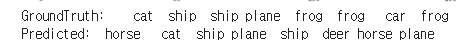 GroundTruth: cat ship ship plane frog frog car frog
Predicted: horse cat ship plane ship deer horse plane